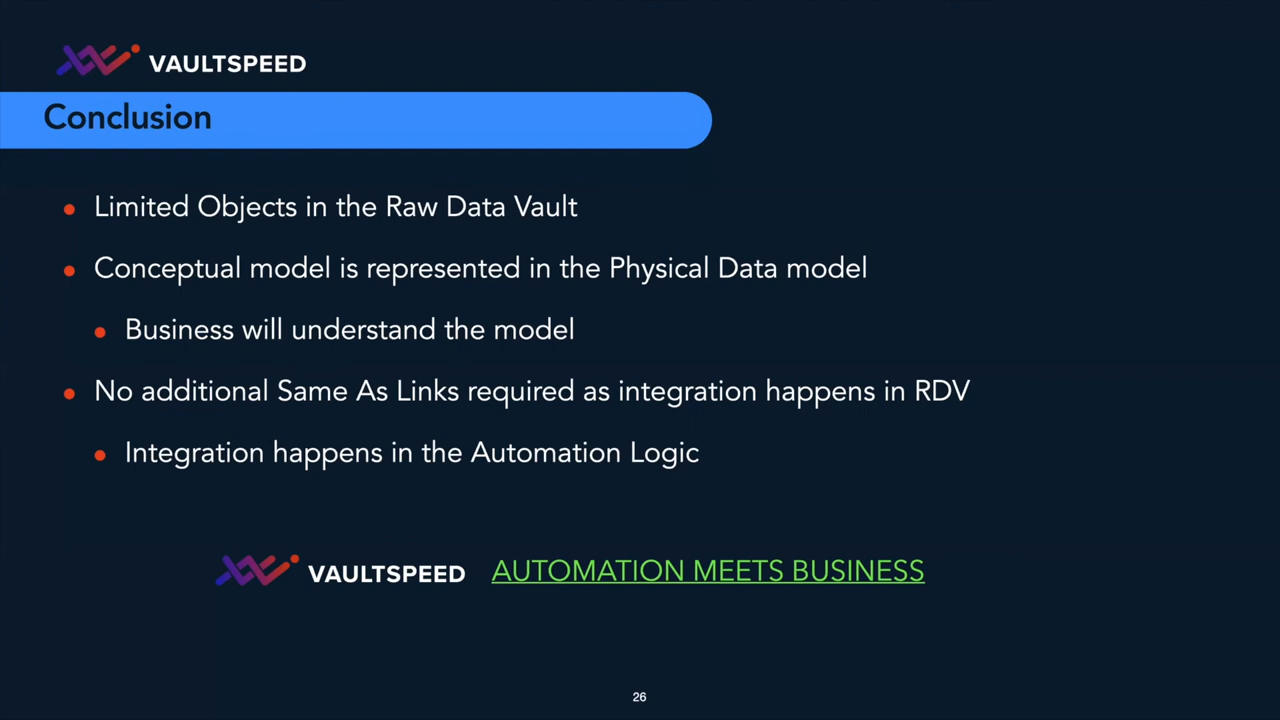 VAULTSPEED
Conclusion
Limited Objects in the Raw Data Vault
Conceptual model is represented in the Physical Data model
Business will understand the model
No additional Same As Links required as integration happens in RDV
Integration happens in the Automation Logic
VAULTSPEED AUTOMATION MEETS BUSINESS
26